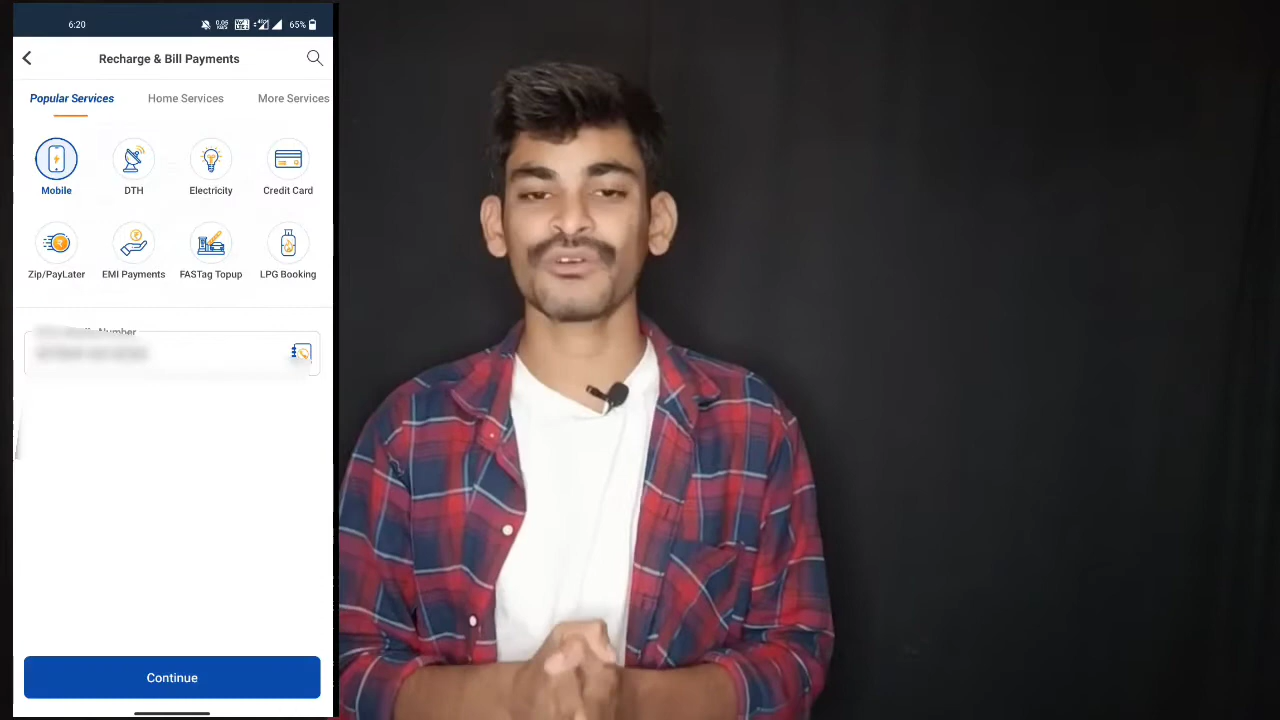 6:20
65%
Recharge & Bill Payments
Popular Services Home Services More Services
Mobile DTH Electricity Credit Card
Zip/PayLater EMI Payments FASTag Topup LPG Booking
Number
Continue